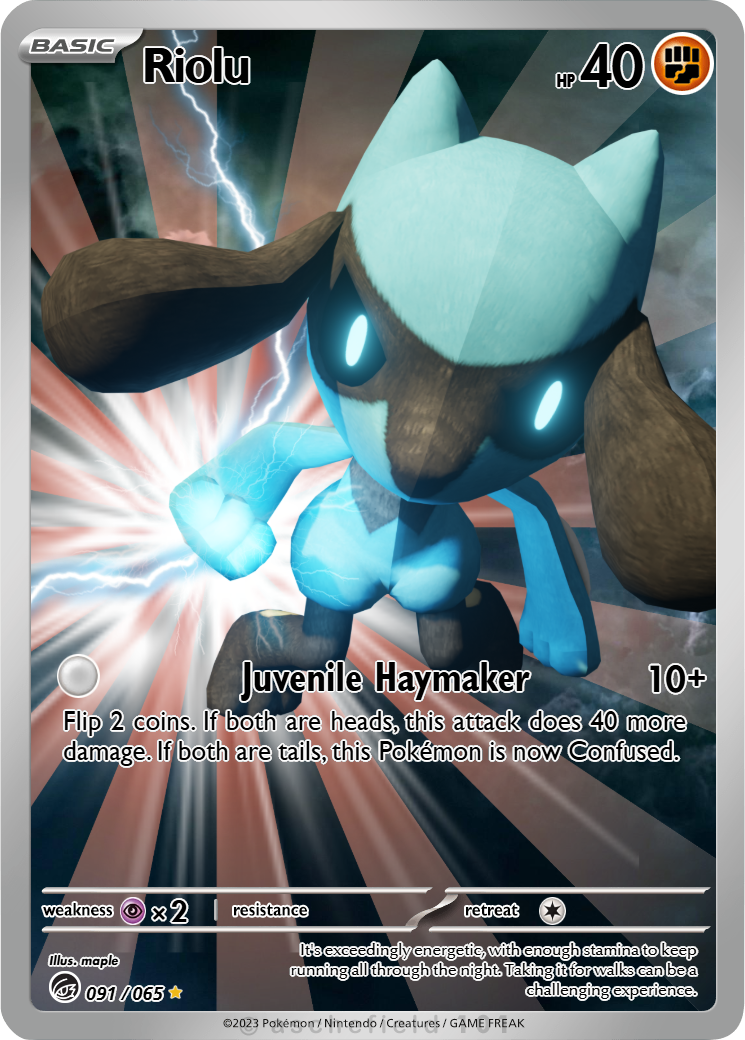 BASIC
Riolu
HP 40
Juvenile Haymaker 10+
Flip 2 coins. If both are heads, this attack does 40 more
damage. If both are tails, this Pokémon is now Confused.
weakness ×2 resistance retreat
Illus. maple
It's exceedingly energetic, with enough stamina to keep
running all through the night. Taking it for walks can be a
challenging experience.
091 / 065
©2023 Pokémon / Nintendo / Creatures / GAME FREAK